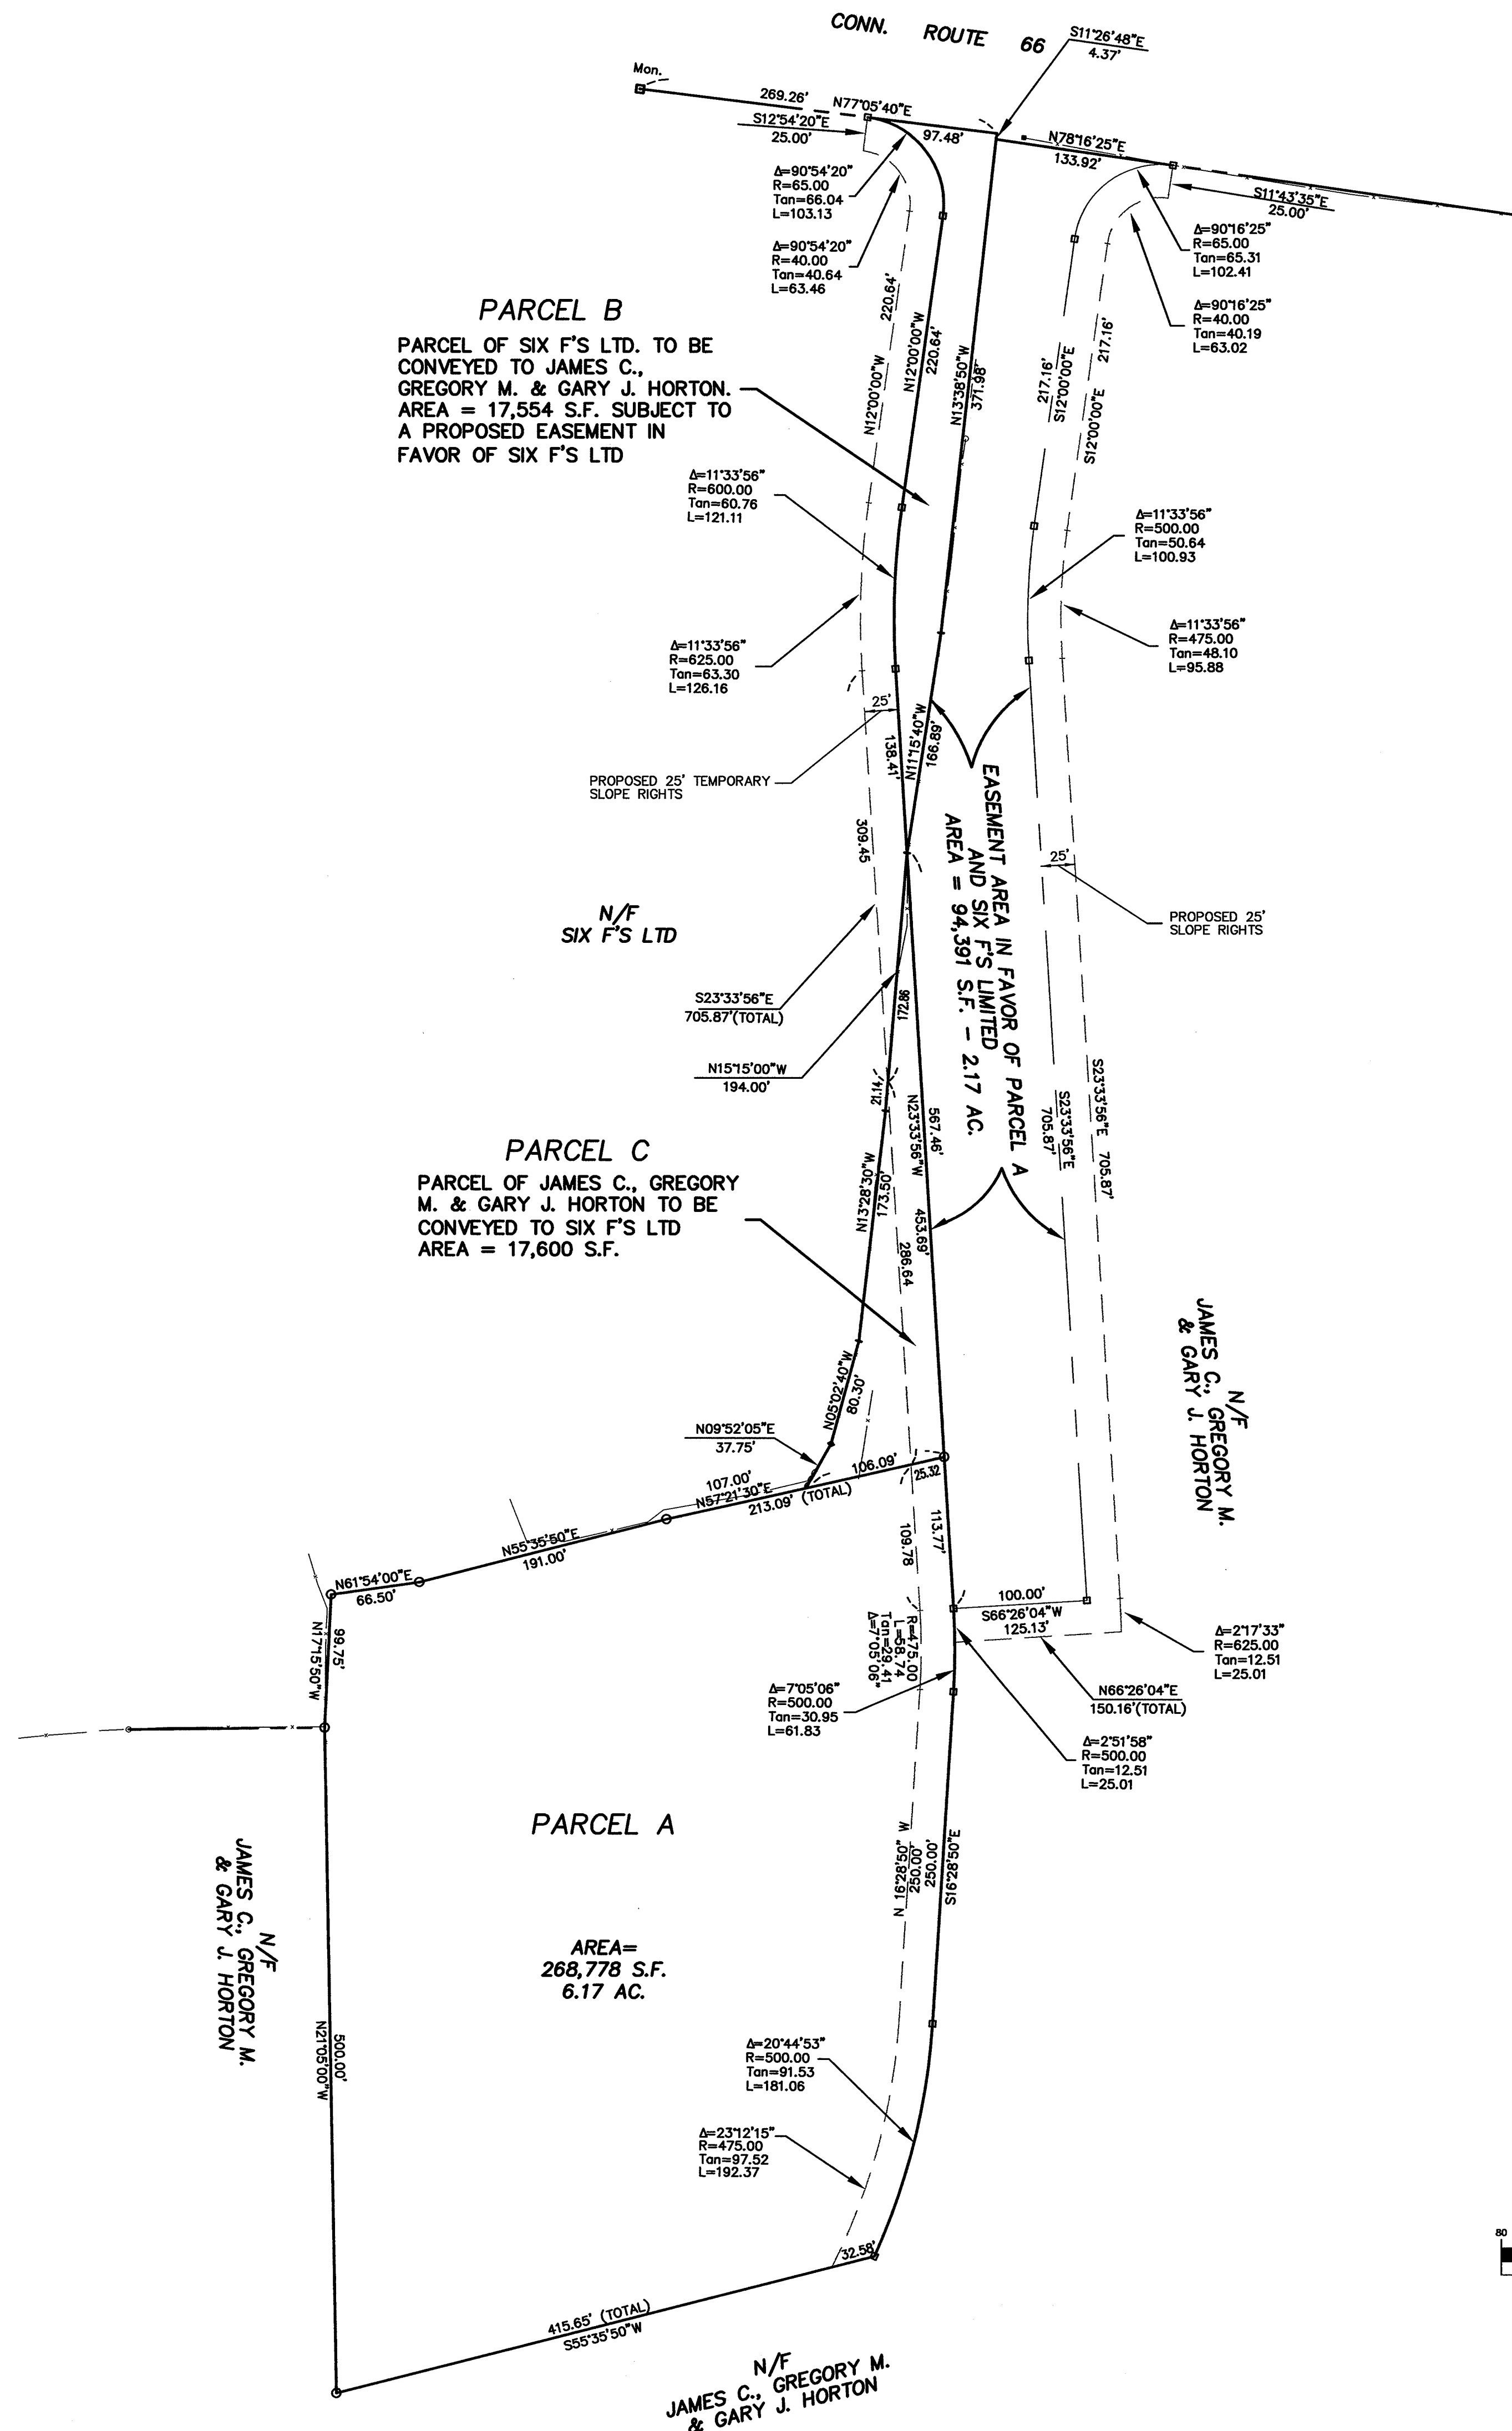 CONN. ROUTE 66
S11°26'48"E
4.37'
Mon.
269.26'
N77°05'40"E
97.48'
S12°54'20"E
25.00'
N78°16'25"E
133.92'
S11°43'35"E
25.00'
Δ=90°54'20"
R=65.00
Tan=66.04
L=103.13
Δ=90°54'20"
R=40.00
Tan=40.64
L=63.46
Δ=90°16'25"
R=65.00
Tan=65.31
L=102.41
Δ=90°16'25"
R=40.00
Tan=40.19
L=63.02
PARCEL B
PARCEL OF SIX F'S LTD. TO BE
CONVEYED TO JAMES C.,
GREGORY M. & GARY J. HORTON.
AREA = 17,554 S.F. SUBJECT TO
A PROPOSED EASEMENT IN
FAVOR OF SIX F'S LTD
220.64'
N12°00'00"W
N12°00'00"W
220.64'
N13°38'50"W
371.98'
217.16'
S12°00'00"E
217.16'
S12°00'00"E
Δ=11°33'56"
R=600.00
Tan=60.76
L=121.11
Δ=11°33'56"
R=500.00
Tan=50.64
L=100.93
Δ=11°33'56"
R=625.00
Tan=63.30
L=126.16
Δ=11°33'56"
R=475.00
Tan=48.10
L=95.88
25'
138.41'
N11°15'40"W
166.89'
PROPOSED 25' TEMPORARY
SLOPE RIGHTS
309.45
EASEMENT AREA IN FAVOR OF PARCEL A
AND SIX F'S LIMITED
AREA = 94,391 S.F. - 2.17 AC.
25'
PROPOSED 25'
SLOPE RIGHTS
N/F
SIX F'S LTD
S23°33'56"E
705.87'(TOTAL)
172.86
N15°15'00"W
194.00'
21.14
567.46'
N23°33'56"W
453.69'
S23°33'56"E
705.87'
S23°33'56"E 705.87'
PARCEL C
PARCEL OF JAMES C., GREGORY
M. & GARY J. HORTON TO BE
CONVEYED TO SIX F'S LTD
AREA = 17,600 S.F.
N13°28'30"W
173.50'
286.64
N05°02'40"W
80.30'
N/F
JAMES C., GREGORY M.
& GARY J. HORTON
N09°52'05"E
37.75'
106.09'
25.32
107.00'
N57°21'30"E
213.09' (TOTAL)
N55°35'50"E
191.00'
N61°54'00"E
66.50'
99.75'
N17°15'50"W
109.78
113.77'
100.00'
S66°26'04"W
125.13'
R=475.00
L=58.74
Tan=29.41
Δ=7°05'06"
Δ=2°17'33"
R=625.00
Tan=12.51
L=25.01
Δ=7°05'06"
R=500.00
Tan=30.95
L=61.83
N66°26'04"E
150.16'(TOTAL)
Δ=2°51'58"
R=500.00
Tan=12.51
L=25.01
PARCEL A
N 16°28'50" W
250.00'
250.00'
S16°28'50"E
N/F
JAMES C., GREGORY M.
& GARY J. HORTON
AREA=
268,778 S.F.
6.17 AC.
500.00'
N21°05'00"W
Δ=20°44'53"
R=500.00
Tan=91.53
L=181.06
Δ=23°12'15"
R=475.00
Tan=97.52
L=192.37
32.58'
415.65' (TOTAL)
S55°35'50"W
80
N/F
JAMES C., GREGORY M.
& GARY J. HORTON